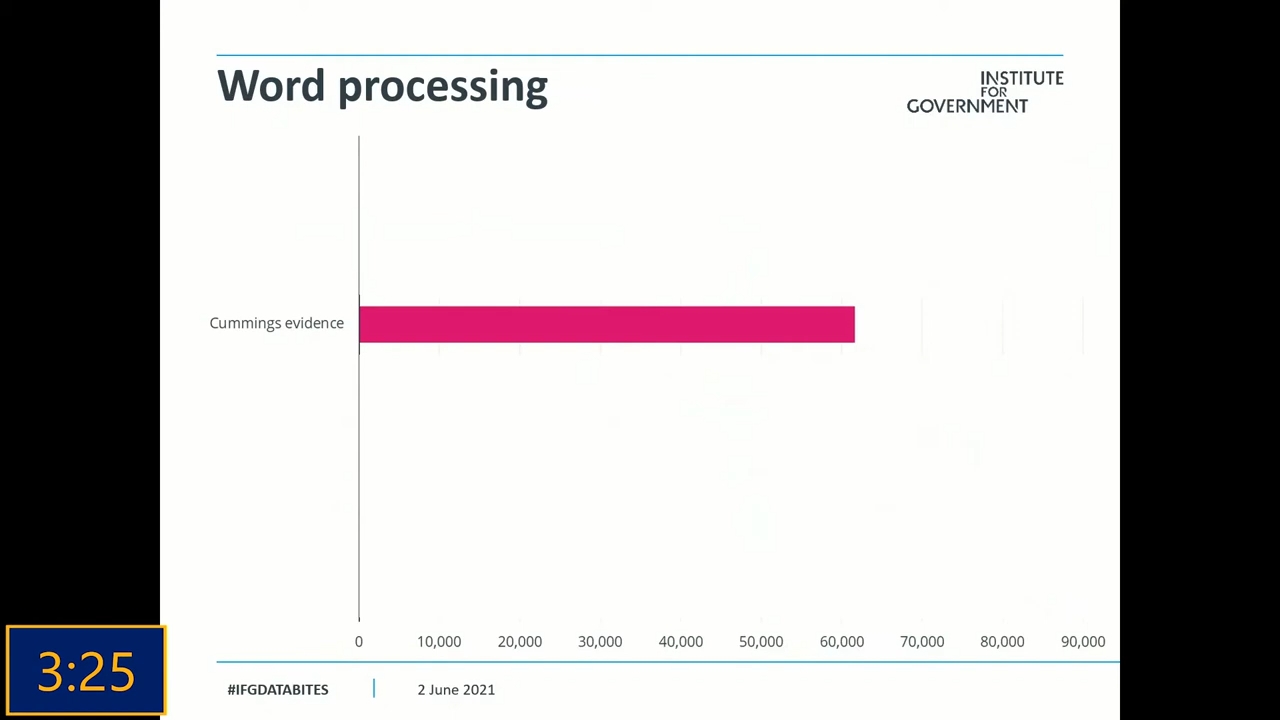 Word processing
INSTITUTE
FOR
GOVERNMENT
Cummings evidence
0 10,000 20,000 30,000 40,000 50,000 60,000 70,000 80,000 90,000
3:25
#IFGDATABITES
2 June 2021